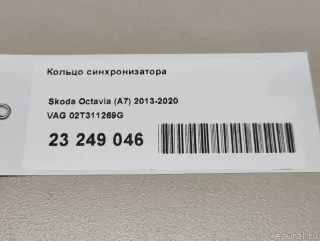 Кольцо синхронизатора
Skoda Octavia (A7) 2013-2020
VAG 02T311269G
23 249 046